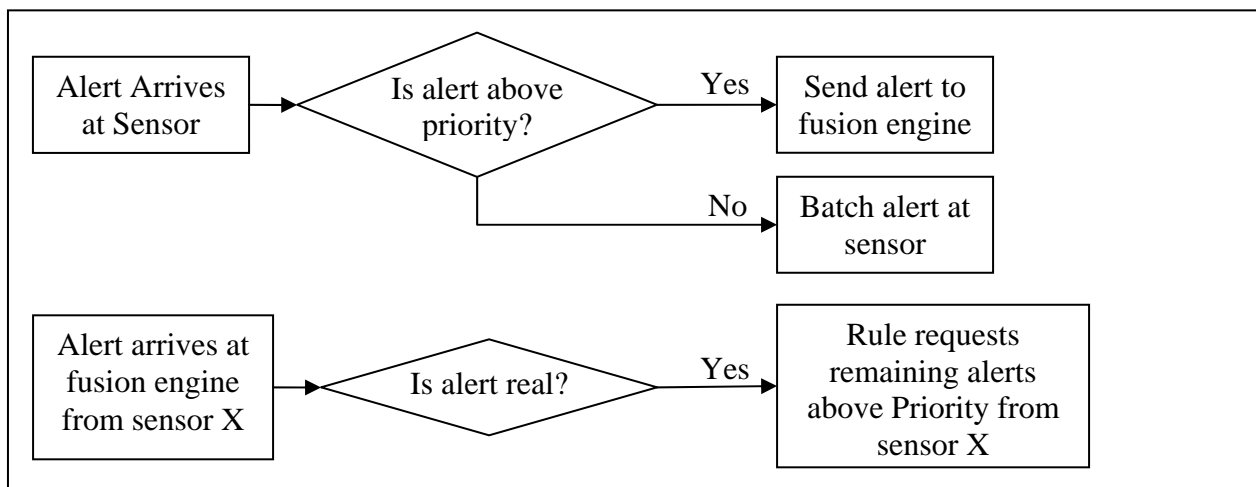 Alert Arrives
at Sensor
Is alert above
priority?
Yes
Send alert to
fusion engine
No
Batch alert at
sensor
Alert arrives at
fusion engine
from sensor X
Is alert real?
Yes
Rule requests
remaining alerts
above Priority from
sensor X